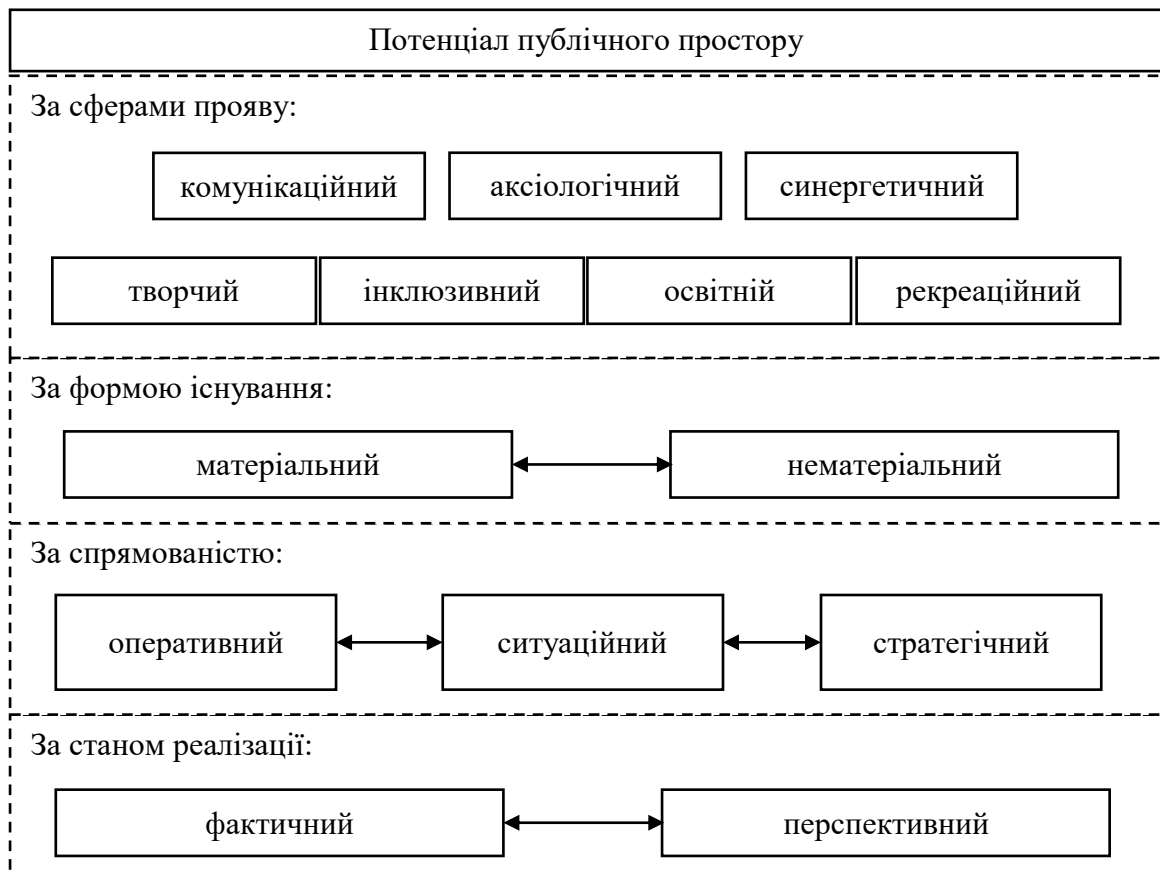 Потенціал публічного простору
За сферами прояву:
комунікаційний аксіологічний синергетичний
творчий інклюзивний освітній рекреаційний
За формою існування:
матеріальний нематеріальний
За спрямованістю:
оперативний ситуаційний стратегічний
За станом реалізації:
фактичний перспективний